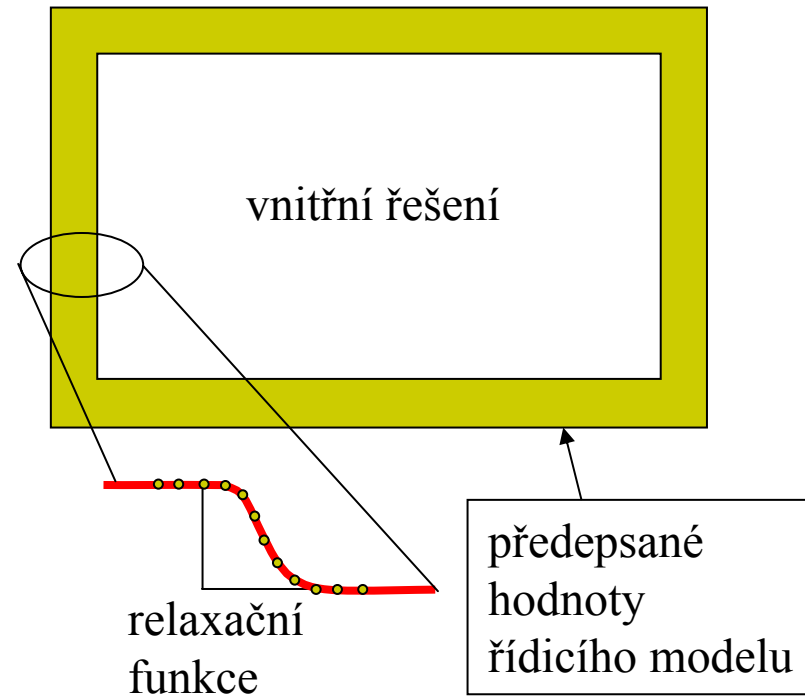 vnitřní řešení
relaxační
funkce
předepsané
hodnoty
řídicího modelu